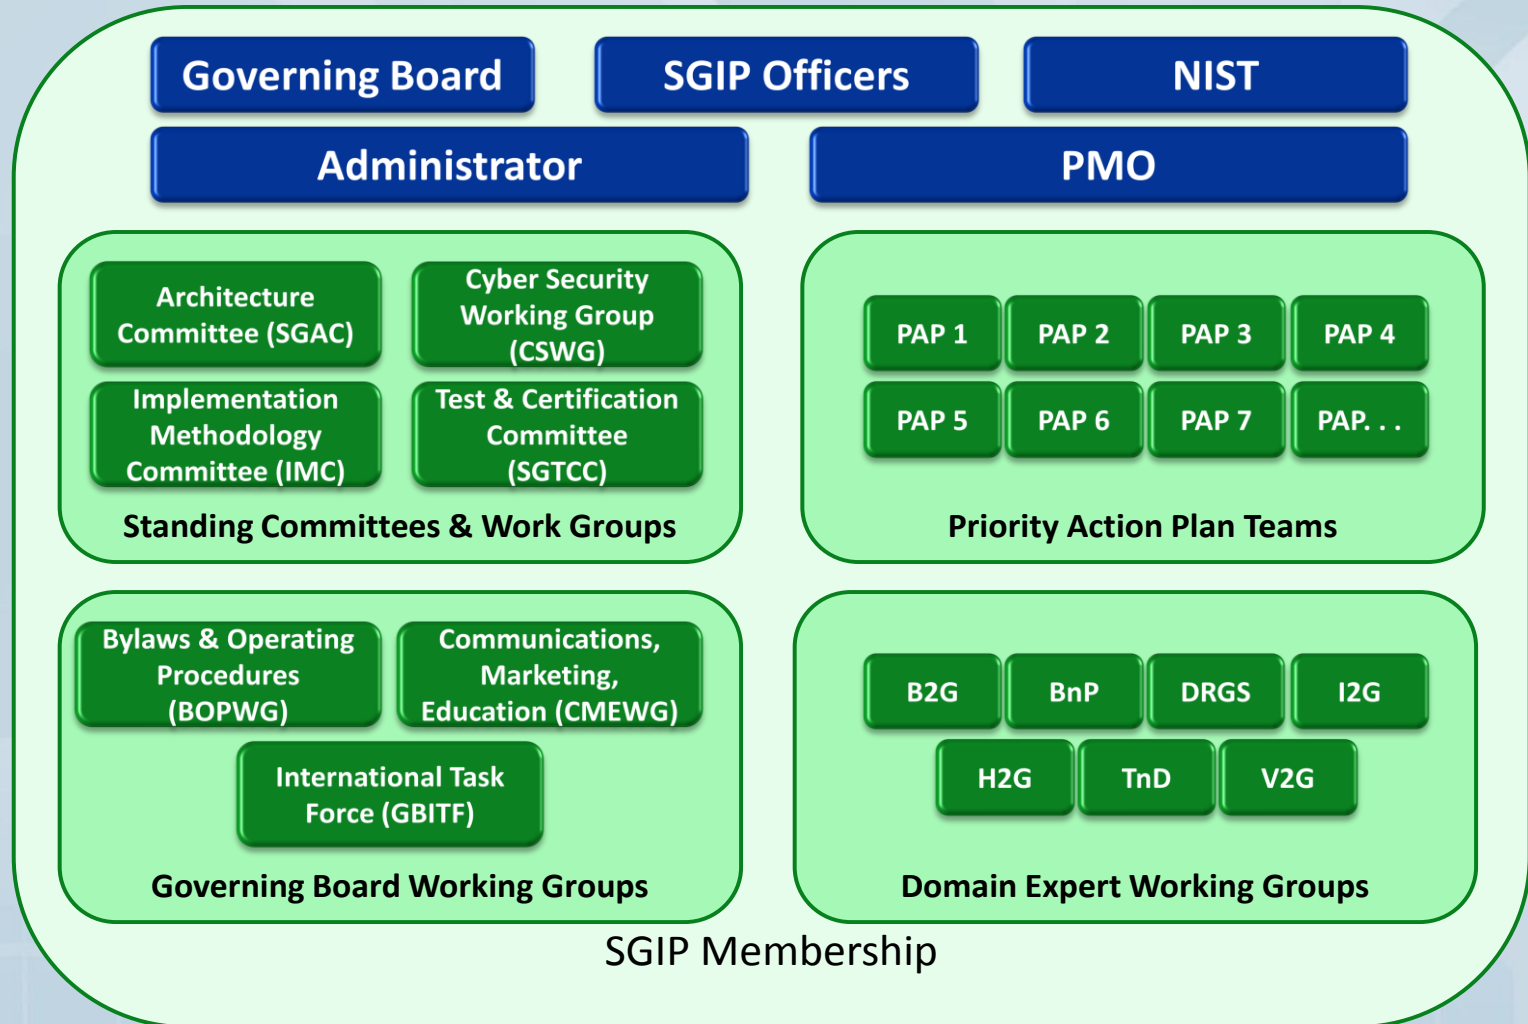 Governing Board
SGIP Officers
NIST
Administrator
PMO
Architecture
Committee (SGAC)
Cyber Security
Working Group
(CSWG)
Implementation
Methodology
Committee (IMC)
Test & Certification
Committee
(SGTCC)
Standing Committees & Work Groups
PAP 1
PAP 2
PAP 3
PAP 4
PAP 5
PAP 6
PAP 7
PAP. . .
Priority Action Plan Teams
Bylaws & Operating
Procedures
(BOPWG)
Communications,
Marketing,
Education (CMEWG)
International Task
Force (GBITF)
Governing Board Working Groups
B2G
BnP
DRGS
I2G
H2G
TnD
V2G
Domain Expert Working Groups
SGIP Membership